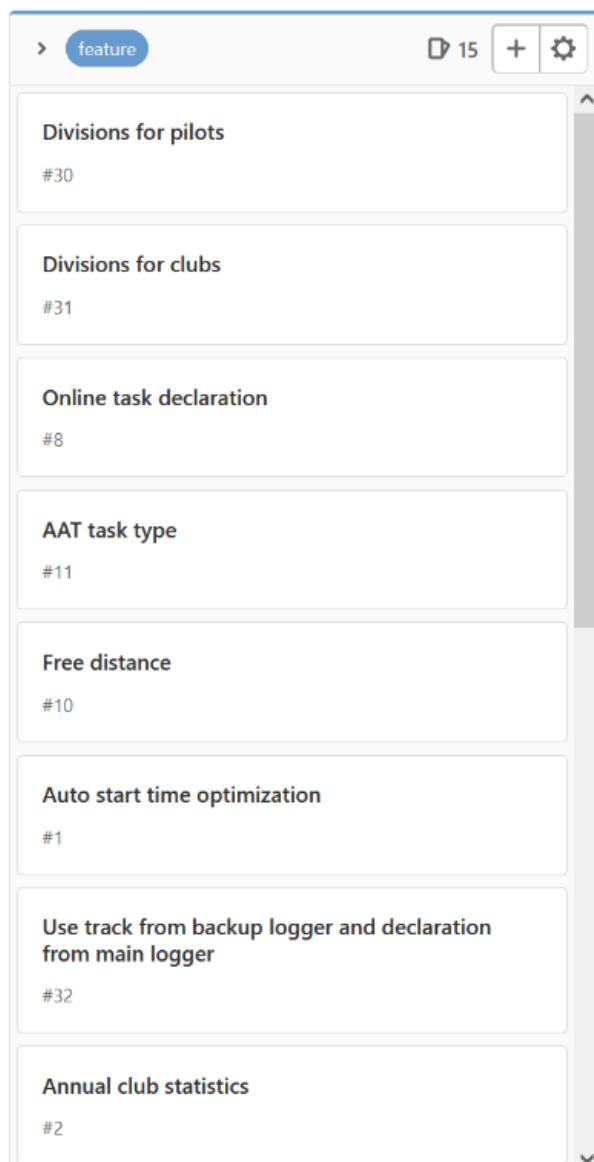 feature
15
Divisions for pilots
#30
Divisions for clubs
#31
Online task declaration
#8
AAT task type
#11
Free distance
#10
Auto start time optimization
#1
Use track from backup logger and declaration
from main logger
#32
Annual club statistics
#2